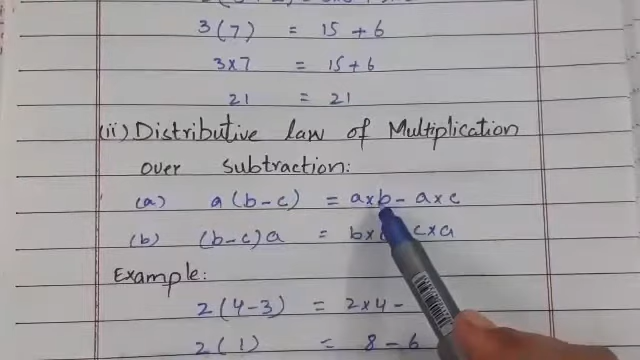 3(7) = 15 + 6
3x7 = 15+6
21 = 21
(ii) Distributive law of Multiplication
over subtraction:
(a) a(b-c) = axb - axc
(b) (b-c)a = bx cxa
Example:
2(4-3) = 2x4 -
2(1) = 8 - 6